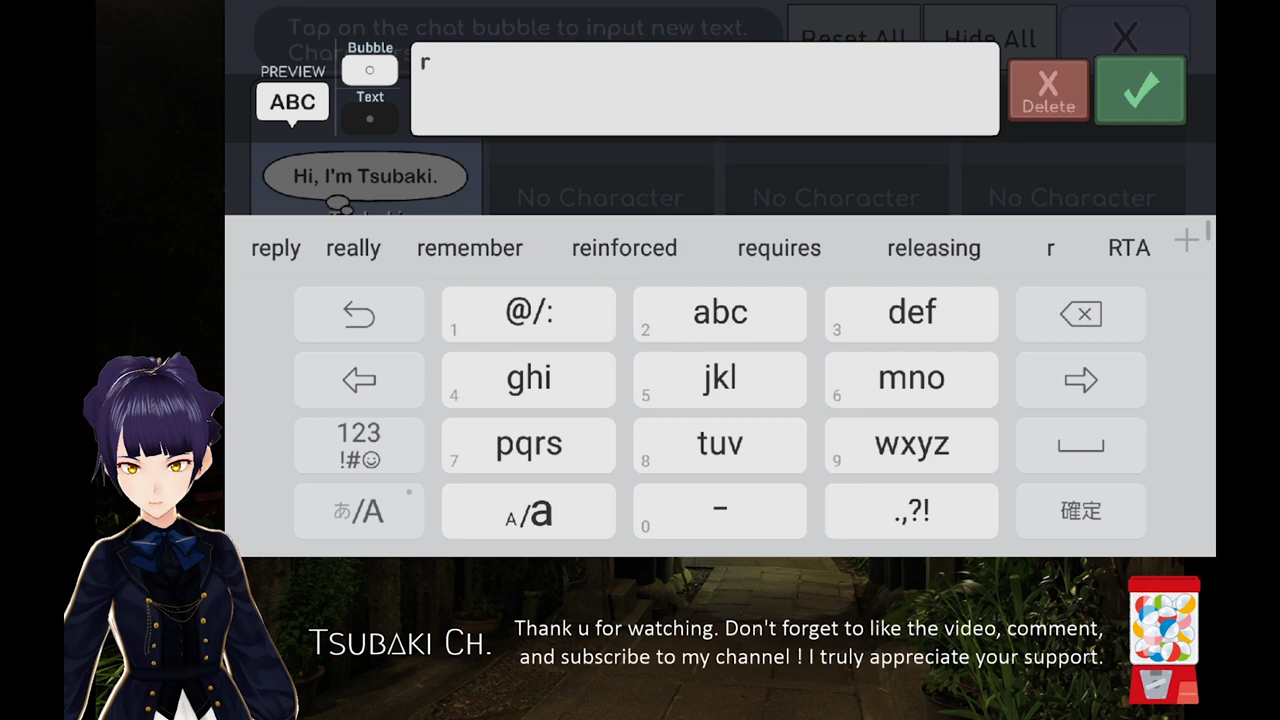 Tap on the chat bubble to input new text.
Reset All
Hide All
X
Bubble
PREVIEW
ABC
Text
r
X
Delete
Hi, I'm Tsubaki.
No Character
No Character
No Character
reply really remember reinforced requires releasing r RTA
1 @/: 2 abc 3 def
4 ghi 5 jkl 6 mno
123
!#☺
7 pqrs 8 tuv 9 wxyz
あ/A A/a 0 - .,?! 確定
TSUBAKI CH.
Thank u for watching. Don't forget to like the video, comment,
and subscribe to my channel ! I truly appreciate your support.